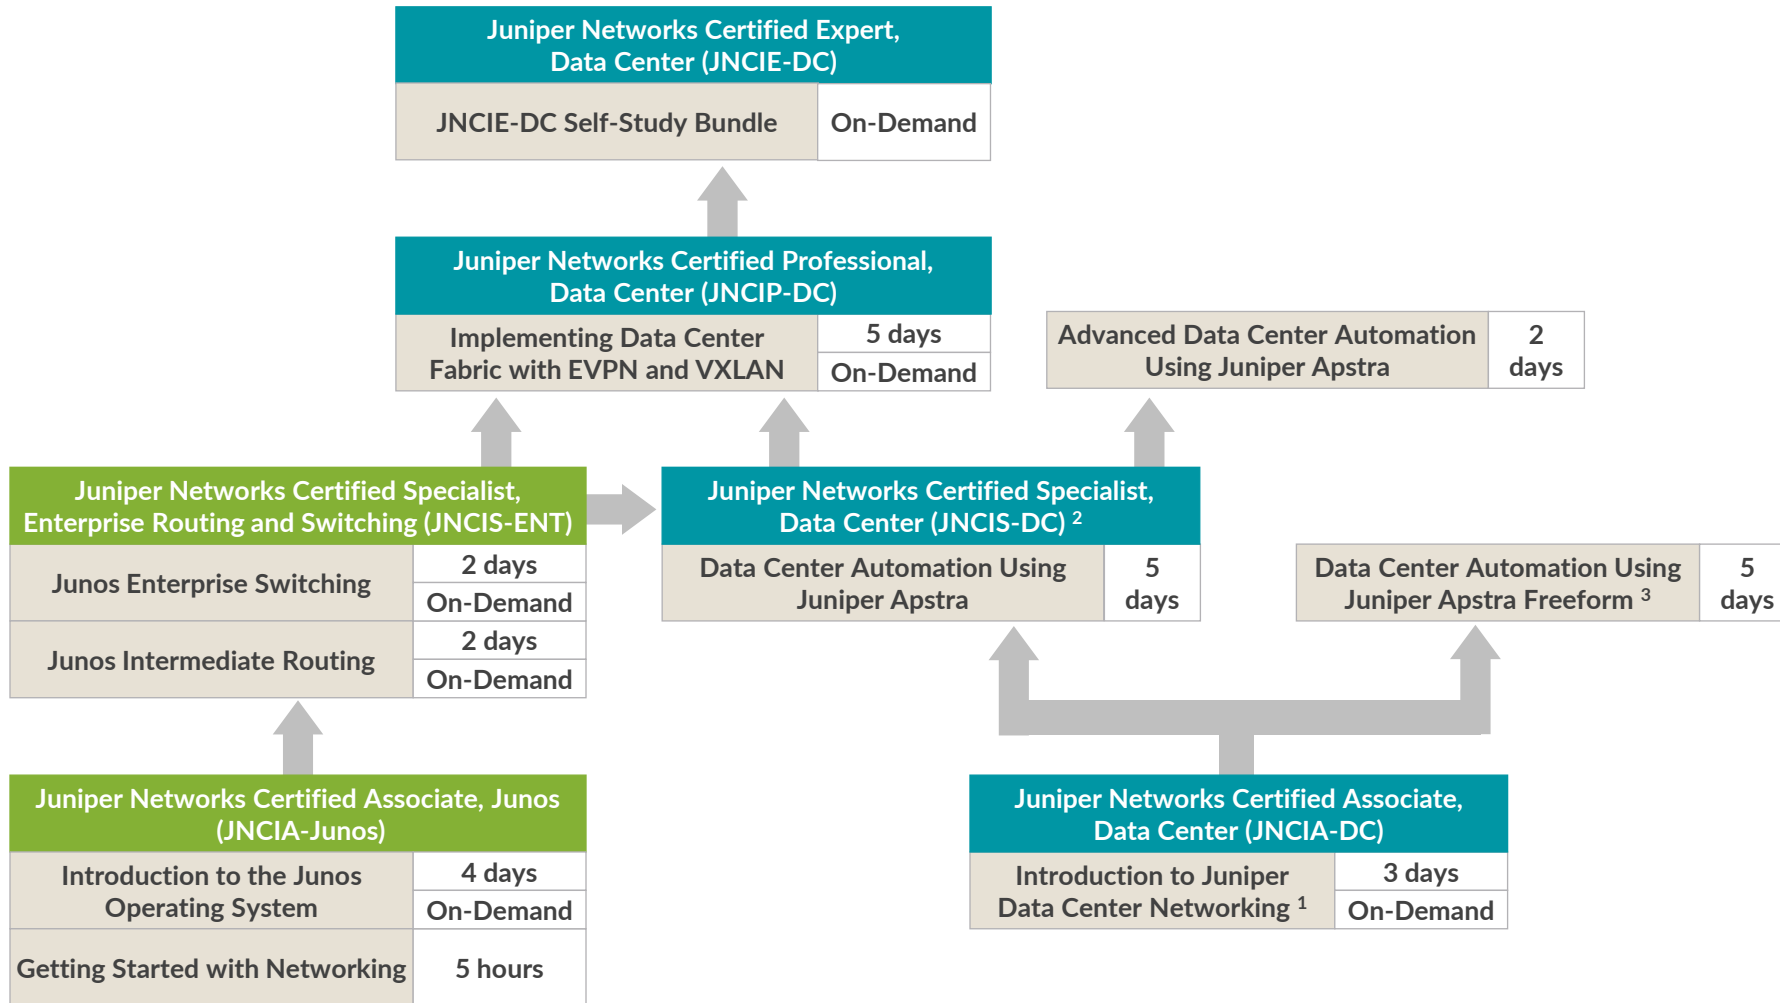 Juniper Networks Certified Expert,
Data Center (JNCIE-DC)
JNCIE-DC Self-Study Bundle
On-Demand
Juniper Networks Certified Professional,
Data Center (JNCIP-DC)
Implementing Data Center
Fabric with EVPN and VXLAN
5 days
On-Demand
Advanced Data Center Automation
Using Juniper Apstra
2
days
Juniper Networks Certified Specialist,
Enterprise Routing and Switching (JNCIS-ENT)
Junos Enterprise Switching
2 days
On-Demand
Junos Intermediate Routing
2 days
On-Demand
Juniper Networks Certified Specialist,
Data Center (JNCIS-DC) 2
Data Center Automation Using
Juniper Apstra
5
days
Data Center Automation Using
Juniper Apstra Freeform 3
5
days
Juniper Networks Certified Associate, Junos
(JNCIA-Junos)
Introduction to the Junos
Operating System
4 days
On-Demand
Getting Started with Networking
5 hours
Juniper Networks Certified Associate,
Data Center (JNCIA-DC)
Introduction to Juniper
Data Center Networking 1
3 days
On-Demand